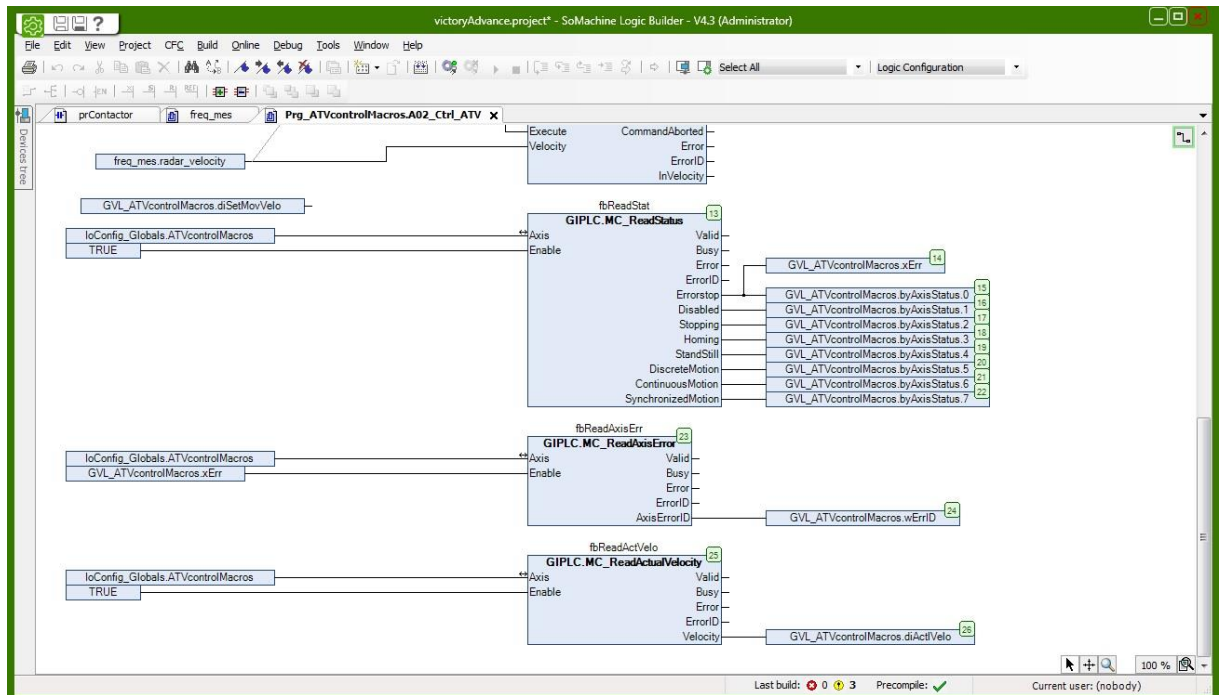 victoryAdvance.project* - SoMachine Logic Builder - V4.3 (Administrator)
File Edit View Project CFC Build Online Debug Tools Window Help
Select All Logic Configuration
prContactor freq_mes Prg_ATVcontrolMacros.A02_Ctrl_ATV x
Devices tree
Execute CommandAborted
freq_mes.radar_velocity Velocity Error
ErrorID
InVelocity
GVL_ATVcontrolMacros.diSetMovVelo
fbReadStat
GIPLC.MC_ReadStatus 13
IoConfig_Globals.ATVcontrolMacros Axis Valid
TRUE Enable Busy
Error GVL_ATVcontrolMacros.xErr 14
ErrorID
Errorstop GVL_ATVcontrolMacros.byAxisStatus.0 15
Disabled GVL_ATVcontrolMacros.byAxisStatus.1 16
Stopping GVL_ATVcontrolMacros.byAxisStatus.2 17
Homing GVL_ATVcontrolMacros.byAxisStatus.3 18
StandStill GVL_ATVcontrolMacros.byAxisStatus.4 19
DiscreteMotion GVL_ATVcontrolMacros.byAxisStatus.5 20
ContinuousMotion GVL_ATVcontrolMacros.byAxisStatus.6 21
SynchronizedMotion GVL_ATVcontrolMacros.byAxisStatus.7 22
fbReadAxisErr
GIPLC.MC_ReadAxisError 23
IoConfig_Globals.ATVcontrolMacros Axis Valid
GVL_ATVcontrolMacros.xErr Enable Busy
Error
ErrorID
AxisErrorID GVL_ATVcontrolMacros.wErrID 24
fbReadActVelo
GIPLC.MC_ReadActualVelocity 25
IoConfig_Globals.ATVcontrolMacros Axis Valid
TRUE Enable Busy
Error
ErrorID
Velocity GVL_ATVcontrolMacros.diActlVelo 26
100 %
Last build: 0 3 Precompile: Current user: (nobody)